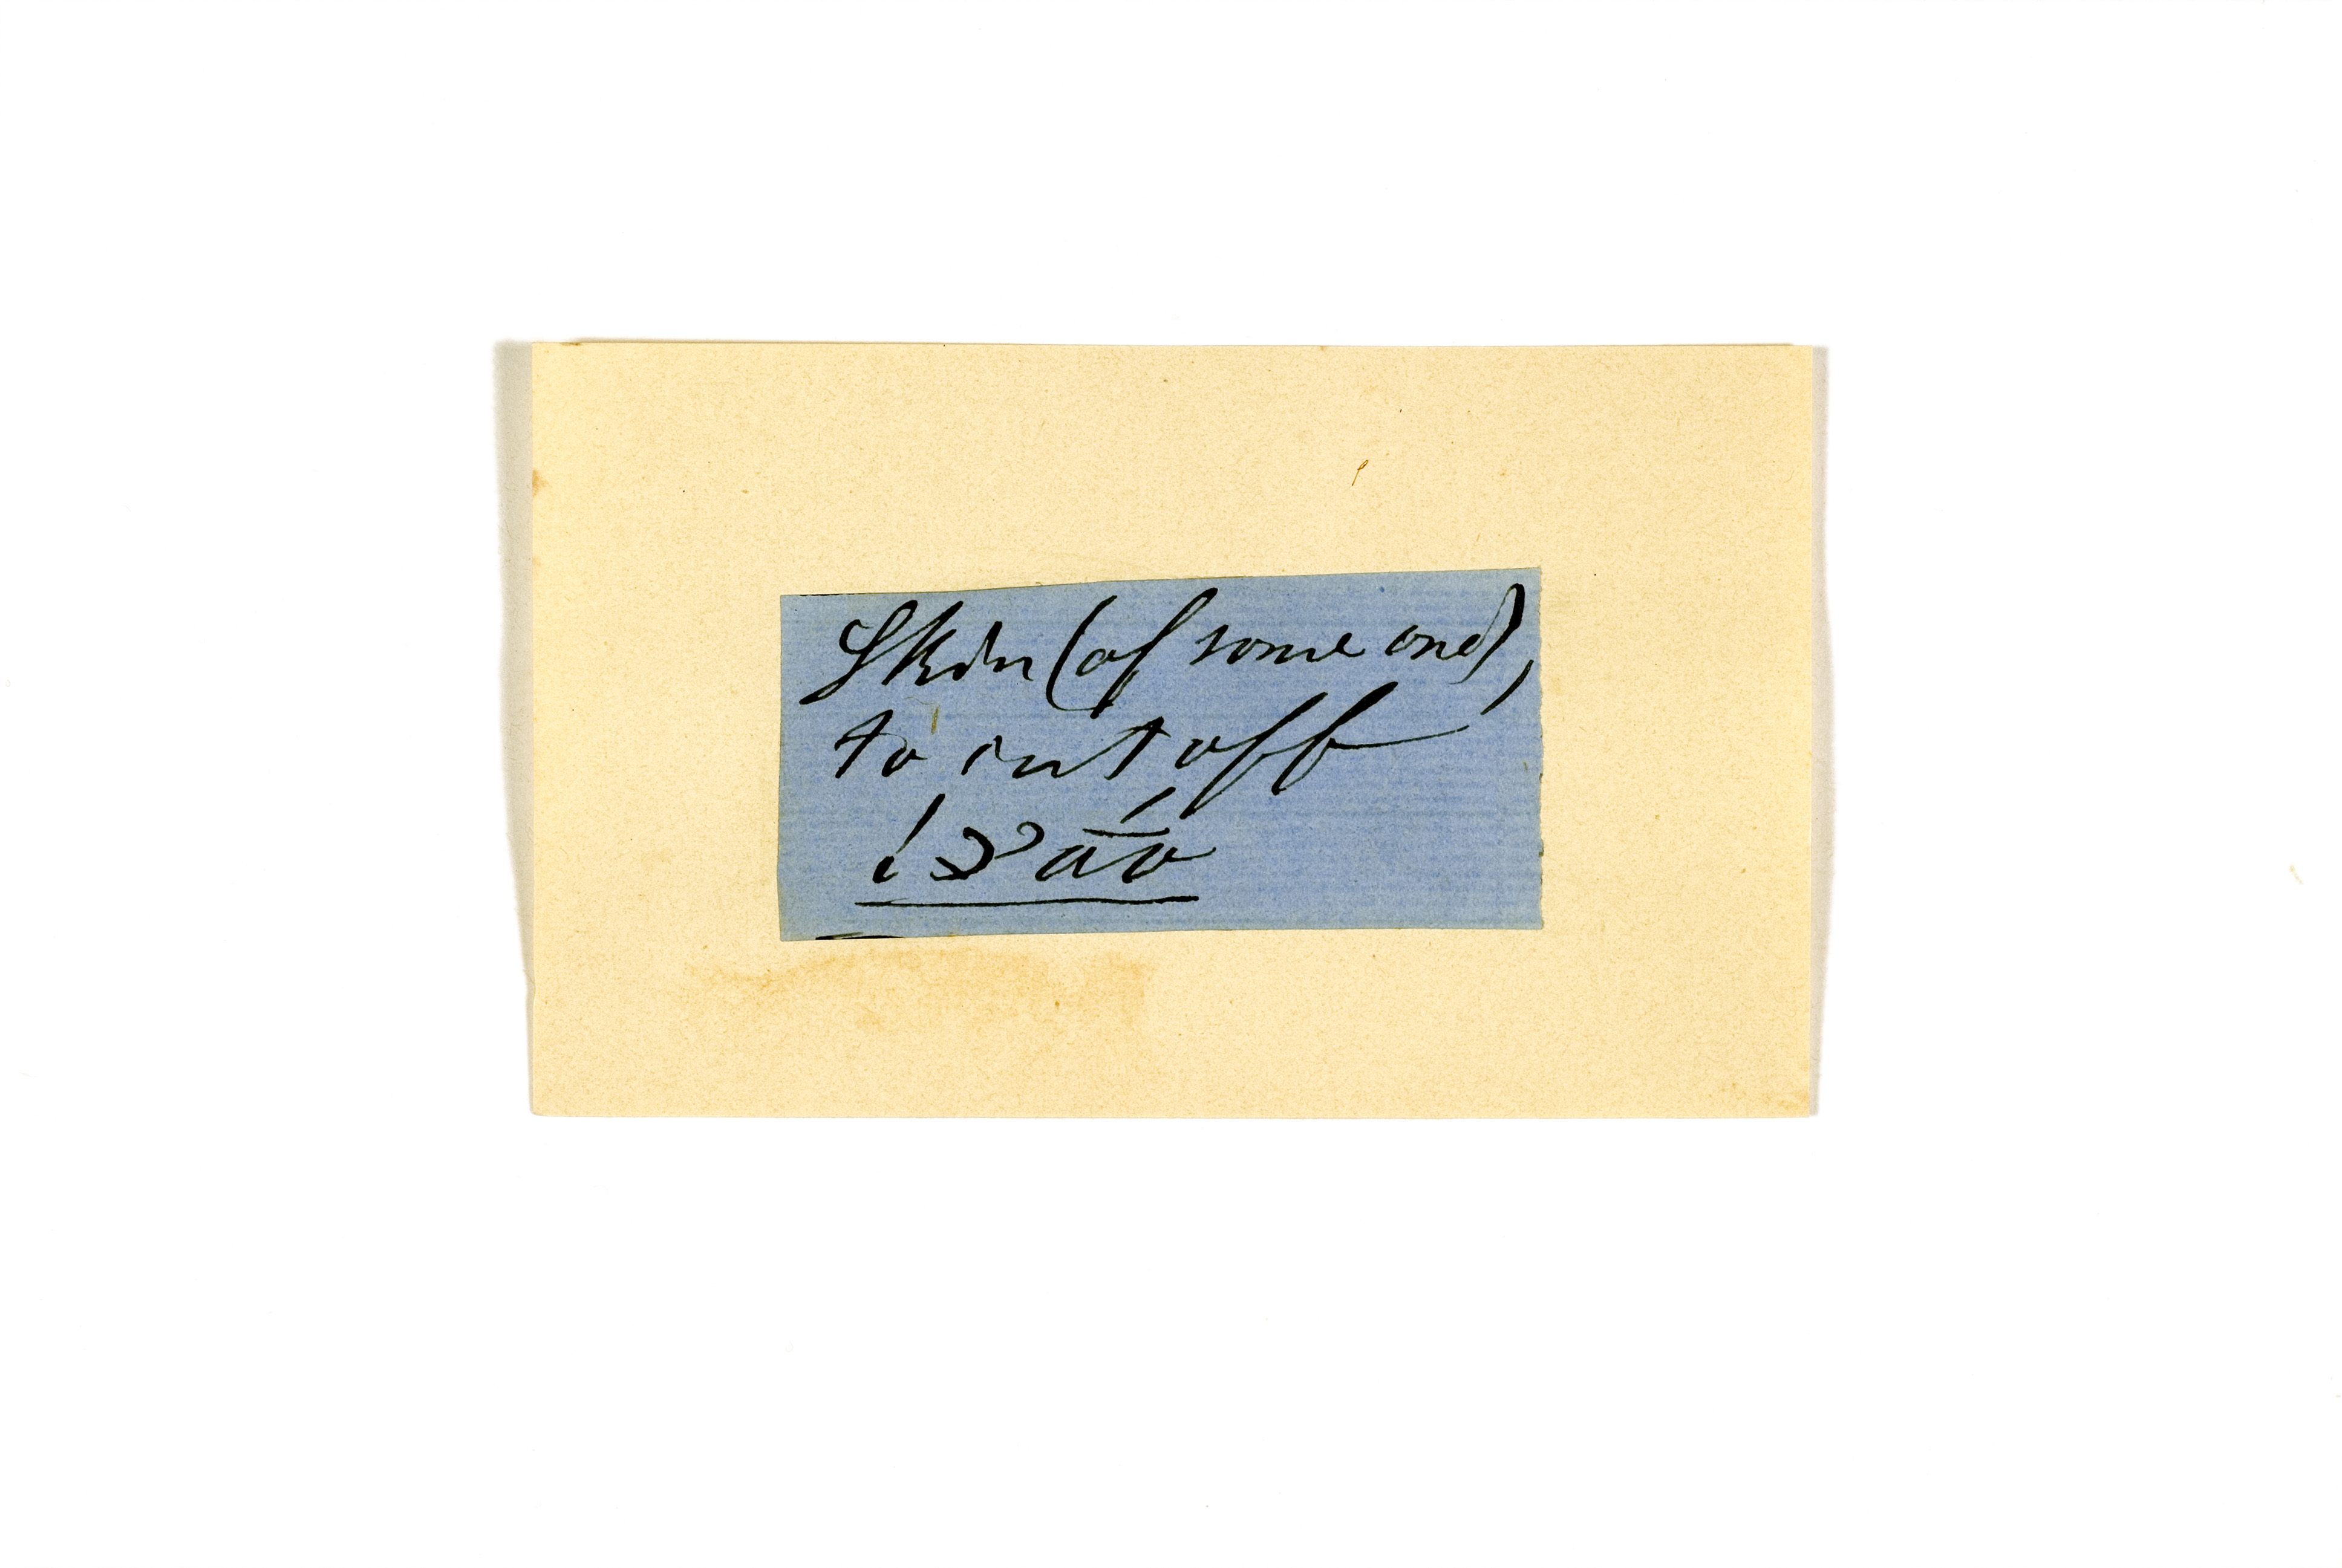 Skin (of some one),
to cut off